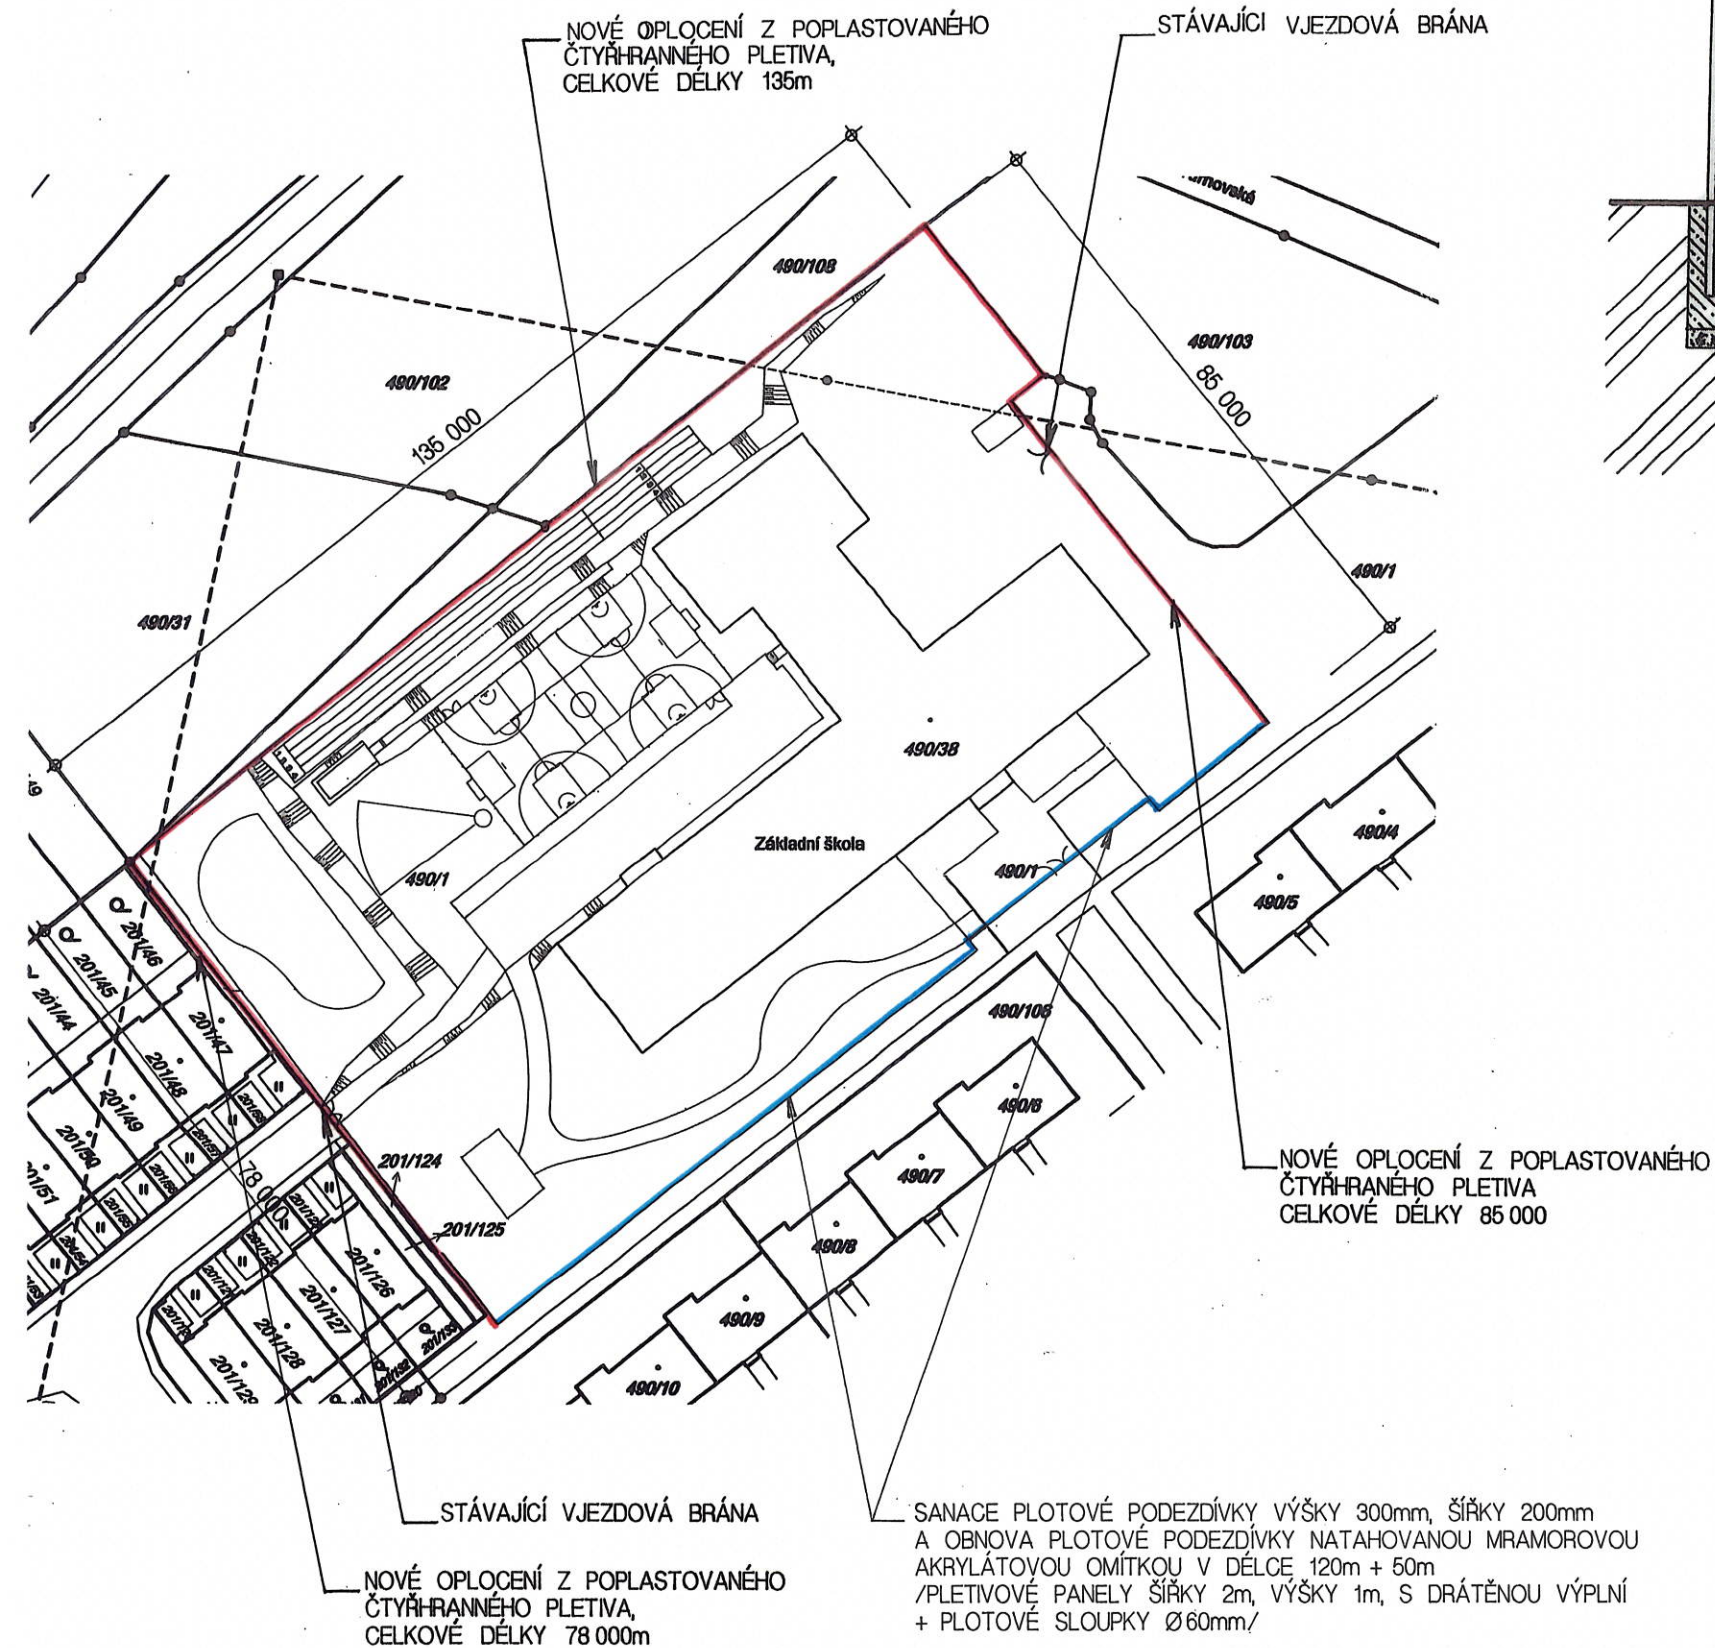 NOVÉ OPLOCENÍ Z POPLASTOVANÉHO
ČTYŘHRANNÉHO PLETIVA,
CELKOVÉ DÉLKY 135m
STÁVAJÍCI VJEZDOVÁ BRÁNA
490/108
490/103
490/102
135 000
85 000
490/1
490/31
490/38
Základní škola
490/1
490/1
490/4
490/5
201/46
201/45
201/44
201/47
201/48
201/49
201/50
201/51
490/106
490/6
490/7
490/8
490/9
490/10
78 000
201/124
201/125
201/126
201/127
201/128
201/129
NOVÉ OPLOCENÍ Z POPLASTOVANÉHO
ČTYŘHRANÉHO PLETIVA
CELKOVÉ DÉLKY 85 000
STÁVAJÍCÍ VJEZDOVÁ BRÁNA
NOVÉ OPLOCENÍ Z POPLASTOVANÉHO
ČTYŘHRANNÉHO PLETIVA,
CELKOVÉ DÉLKY 78 000m
SANACE PLOTOVÉ PODEZDÍVKY VÝŠKY 300mm, ŠÍŘKY 200mm
A OBNOVA PLOTOVÉ PODEZDÍVKY NATAHOVANOU MRAMOROVOU
AKRYLÁTOVOU OMÍTKOU V DÉLCE 120m + 50m
/PLETIVOVÉ PANELY ŠÍŘKY 2m, VÝŠKY 1m, S DRÁTĚNOU VÝPLNÍ
+ PLOTOVÉ SLOUPKY Ø60mm/